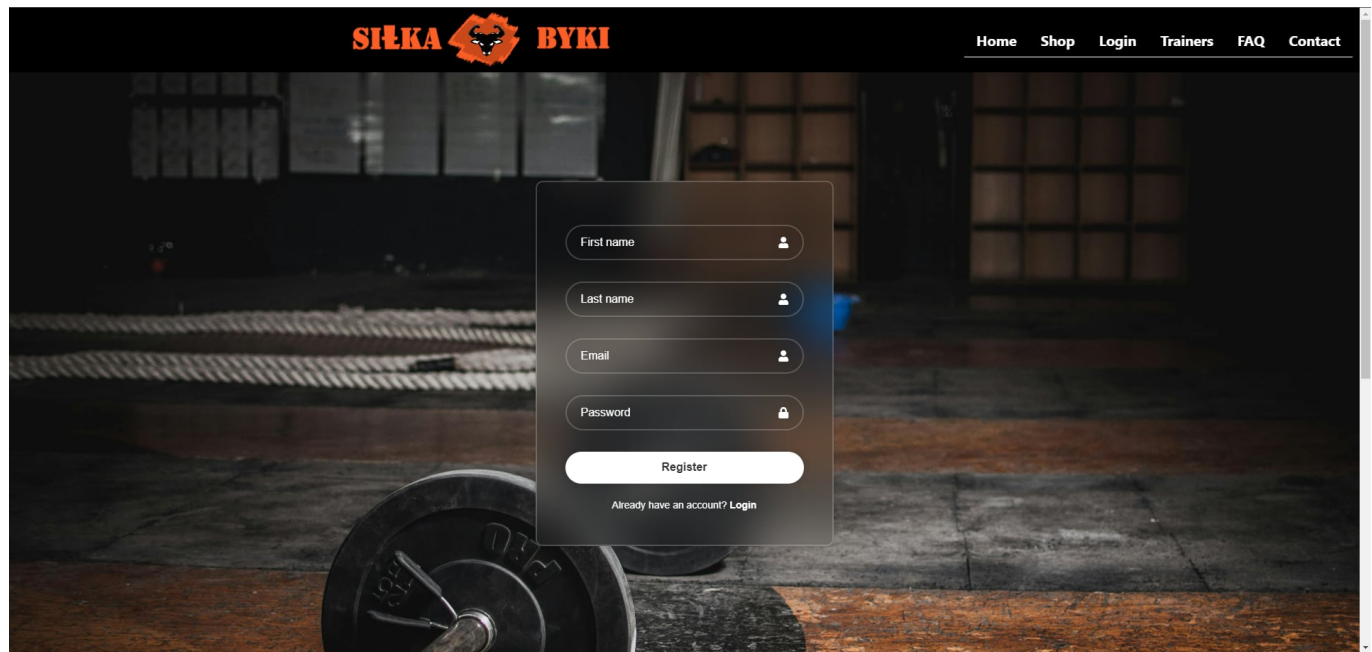 SIŁKA BYKI
Home Shop Login Trainers FAQ Contact
First name
Last name
Email
Password
Register
Already have an account? Login